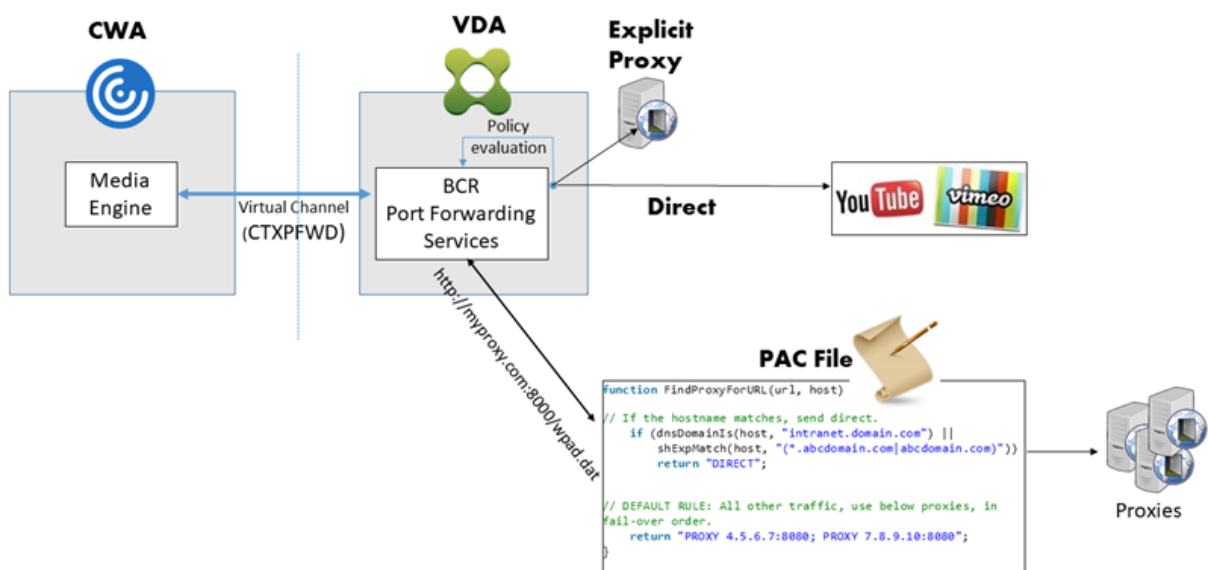 CWA
VDA
Explicit
Proxy
Policy
evaluation
Media
Engine
Virtual Channel
(CTXPFWD)
BCR
Port Forwarding
Services
Direct
YouTube
vimeo
http://myproxy.com:8000/wpad.dat
PAC File
function FindProxyForURL(url, host)
// If the hostname matches, send direct.
if (dnsDomainIs(host, "intranet.domain.com") ||
shExpMatch(host, "(*.abcdomain.com|abcdomain.com)"))
return "DIRECT";
// DEFAULT RULE: All other traffic, use below proxies, in
fail-over order.
return "PROXY 4.5.6.7:8080; PROXY 7.8.9.10:8080";
}
Proxies